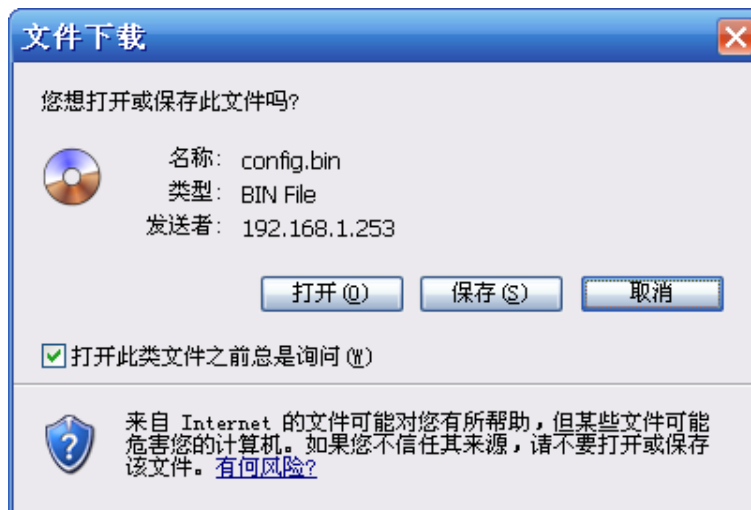 文件下载
您想打开或保存此文件吗?
名称: config.bin
类型: BIN File
发送者: 192.168.1.253
打开(O) 保存(S) 取消
打开此类文件之前总是询问(W)
来自 Internet 的文件可能对您有所帮助，但某些文件可能
危害您的计算机。如果您不信任其来源，请不要打开或保存
该文件。有何风险?